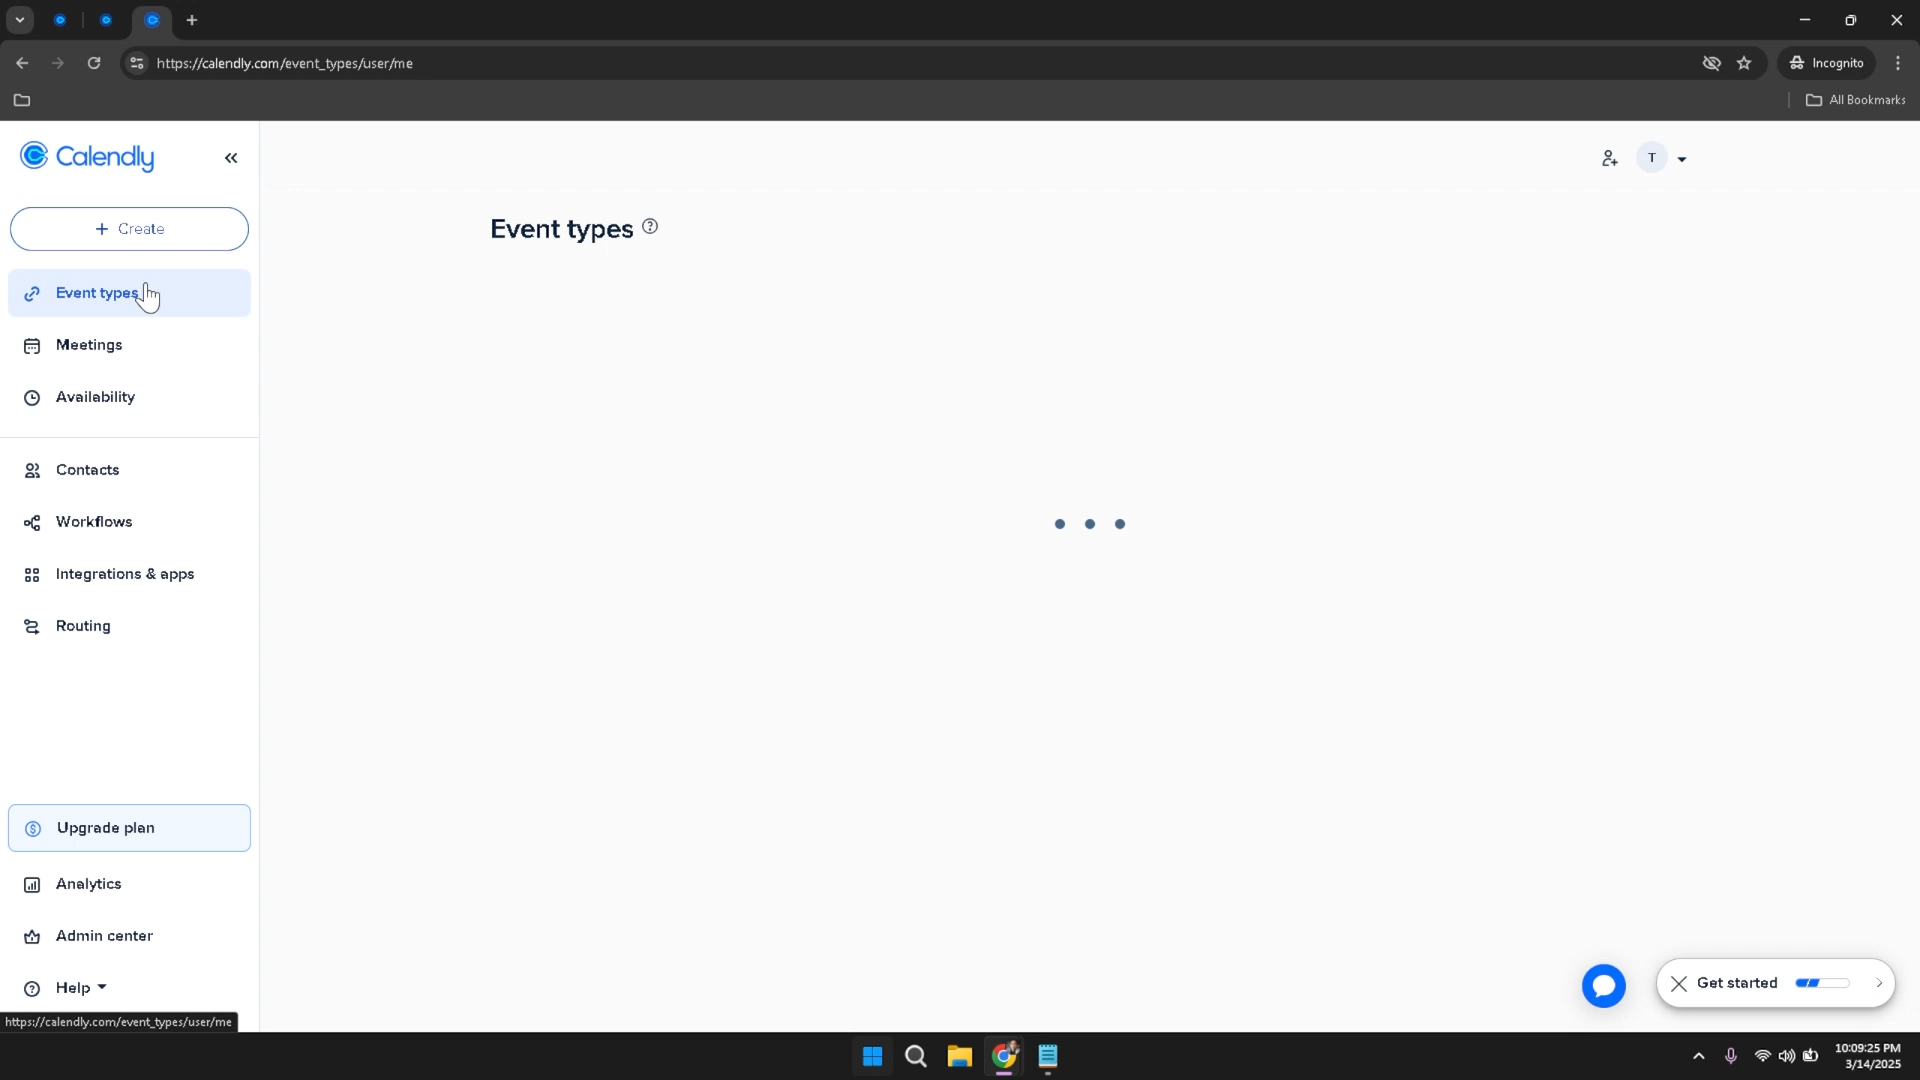 https://calendly.com/event_types/user/me
Incognito
All Bookmarks
Calendly
T
+ Create
Event types
Event types
Meetings
Availability
Contacts
Workflows
Integrations & apps
Routing
Upgrade plan
Analytics
Admin center
Help
Get started
https://calendly.com/event_types/user/me
10:09:25 PM
3/14/2025